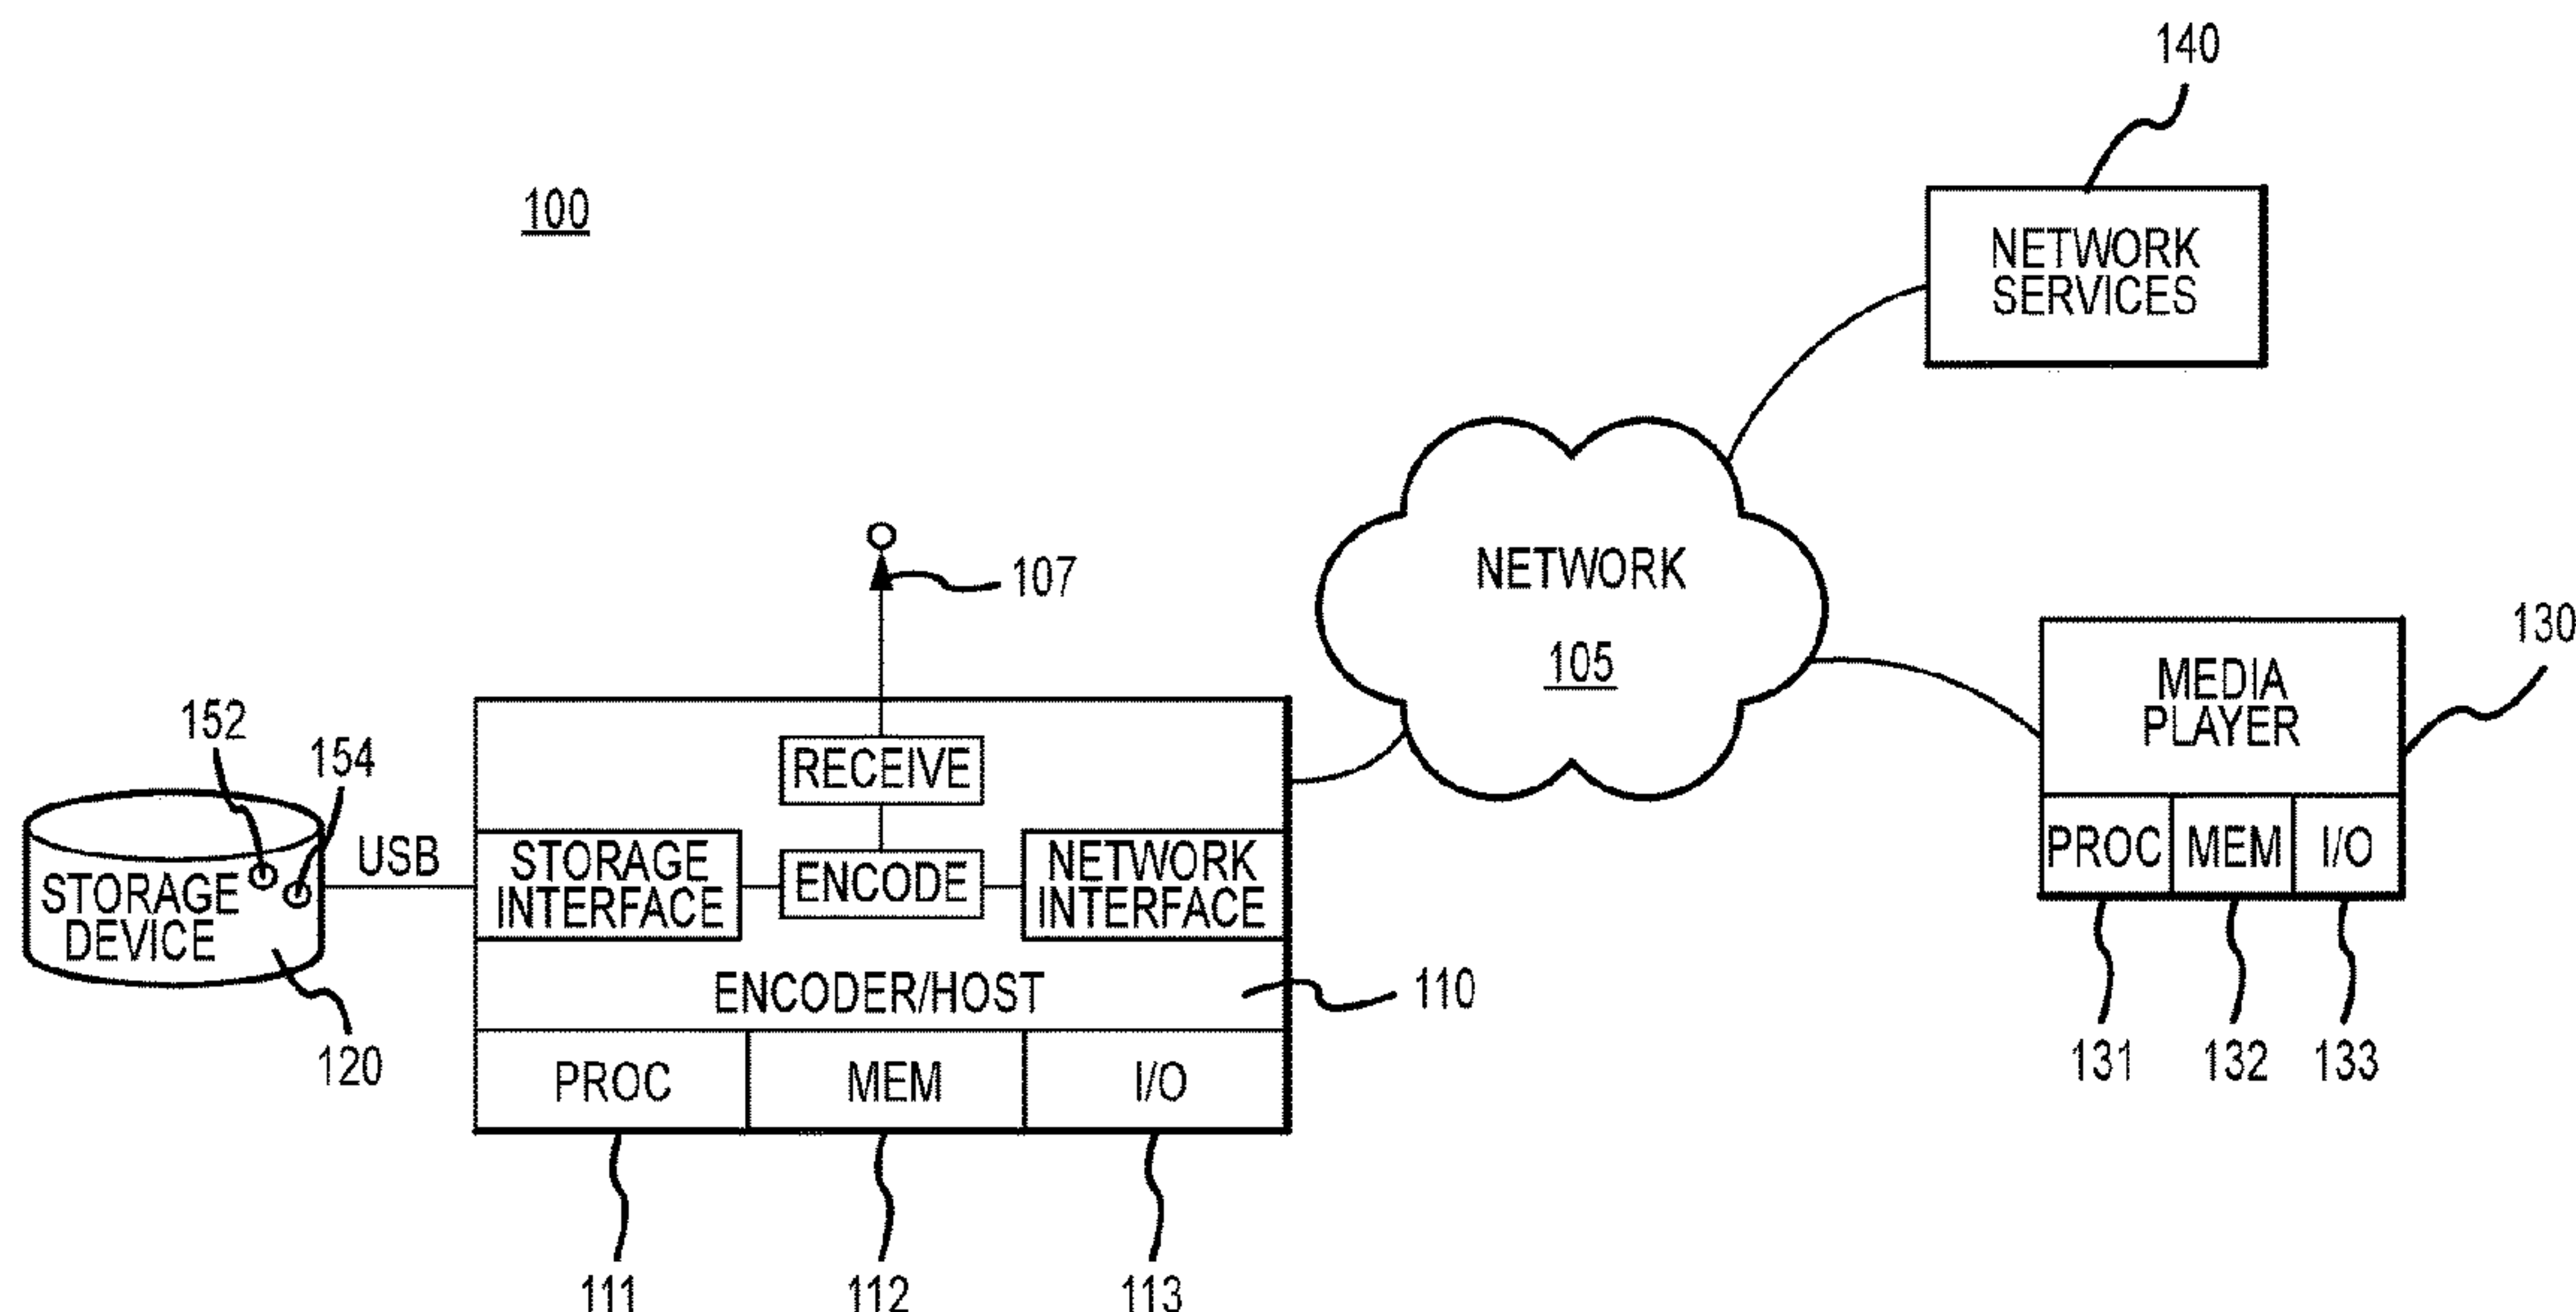 140
100
NETWORK
SERVICES
107
NETWORK
105
130
MEDIA
PLAYER
PROC
MEM
I/O
131
132
133
152
154
STORAGE
DEVICE
120
USB
RECEIVE
STORAGE
INTERFACE
ENCODE
NETWORK
INTERFACE
ENCODER/HOST
110
PROC
MEM
I/O
111
112
113